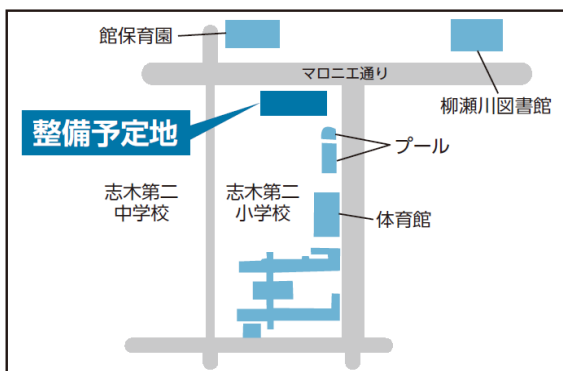 館保育園
マロニエ通り
柳瀬川図書館
整備予定地
プール
志木第二
中学校
志木第二
小学校
体育館